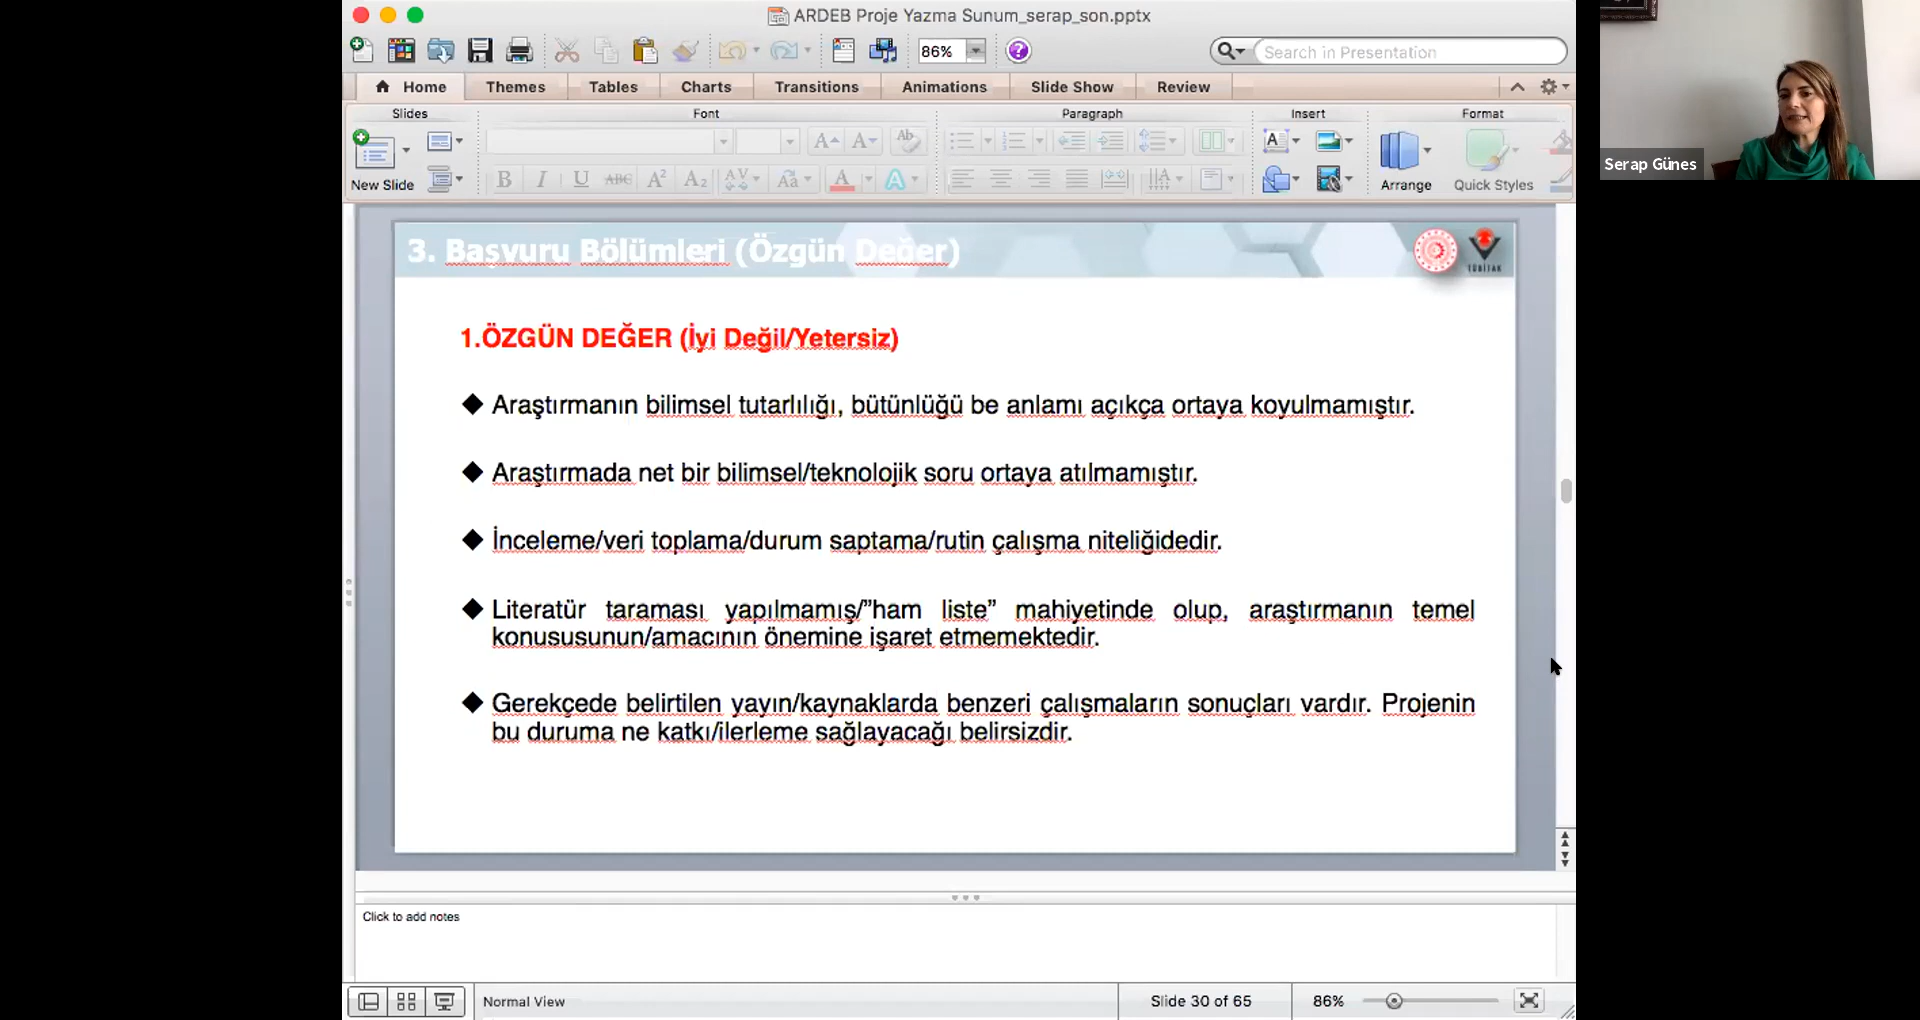 ARDEB Proje Yazma Sunum_serap_son.pptx
86%
Search in Presentation
Home Themes Tables Charts Transitions Animations Slide Show Review
Slides Font Paragraph Insert Format
New Slide
Arrange
Quick Styles
3. Başvuru Bölümleri (Özgün Değer)
TÜBİTAK
1.ÖZGÜN DEĞER (İyi Değil/Yetersiz)
Araştırmanın bilimsel tutarlılığı, bütünlüğü be anlamı açıkça ortaya koyulmamıştır.
Araştırmada net bir bilimsel/teknolojik soru ortaya atılmamıştır.
İnceleme/veri toplama/durum saptama/rutin çalışma niteliğidedir.
Literatür taraması yapılmamış/”ham liste” mahiyetinde olup, araştırmanın temel
konususunun/amacının önemine işaret etmemektedir.
Gerekçede belirtilen yayın/kaynaklarda benzeri çalışmaların sonuçları vardır. Projenin
bu duruma ne katkı/ilerleme sağlayacağı belirsizdir.
Click to add notes
Normal View
Slide 30 of 65
86%
Serap Günes